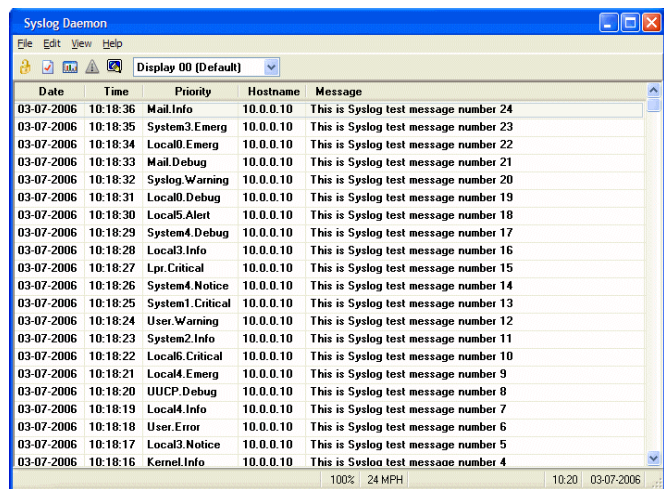 Syslog Daemon
File Edit View Help
Display 00 (Default)
Date Time Priority Hostname Message
03-07-2006 10:18:36 Mail.Info 10.0.0.10 This is Syslog test message number 24
03-07-2006 10:18:35 System3.Emerg 10.0.0.10 This is Syslog test message number 23
03-07-2006 10:18:34 Local0.Emerg 10.0.0.10 This is Syslog test message number 22
03-07-2006 10:18:33 Mail.Debug 10.0.0.10 This is Syslog test message number 21
03-07-2006 10:18:32 Syslog.Warning 10.0.0.10 This is Syslog test message number 20
03-07-2006 10:18:31 Local0.Debug 10.0.0.10 This is Syslog test message number 19
03-07-2006 10:18:30 Local5.Alert 10.0.0.10 This is Syslog test message number 18
03-07-2006 10:18:29 System4.Debug 10.0.0.10 This is Syslog test message number 17
03-07-2006 10:18:28 Local3.Info 10.0.0.10 This is Syslog test message number 16
03-07-2006 10:18:27 Lpr.Critical 10.0.0.10 This is Syslog test message number 15
03-07-2006 10:18:26 System4.Notice 10.0.0.10 This is Syslog test message number 14
03-07-2006 10:18:25 System1.Critical 10.0.0.10 This is Syslog test message number 13
03-07-2006 10:18:24 User.Warning 10.0.0.10 This is Syslog test message number 12
03-07-2006 10:18:23 System2.Info 10.0.0.10 This is Syslog test message number 11
03-07-2006 10:18:22 Local6.Critical 10.0.0.10 This is Syslog test message number 10
03-07-2006 10:18:21 Local4.Emerg 10.0.0.10 This is Syslog test message number 9
03-07-2006 10:18:20 UUCP.Debug 10.0.0.10 This is Syslog test message number 8
03-07-2006 10:18:19 Local4.Info 10.0.0.10 This is Syslog test message number 7
03-07-2006 10:18:18 User.Error 10.0.0.10 This is Syslog test message number 6
03-07-2006 10:18:17 Local3.Notice 10.0.0.10 This is Syslog test message number 5
03-07-2006 10:18:16 Kernel.Info 10.0.0.10 This is Syslog test message number 4
100% 24 MPH 10:20 03-07-2006